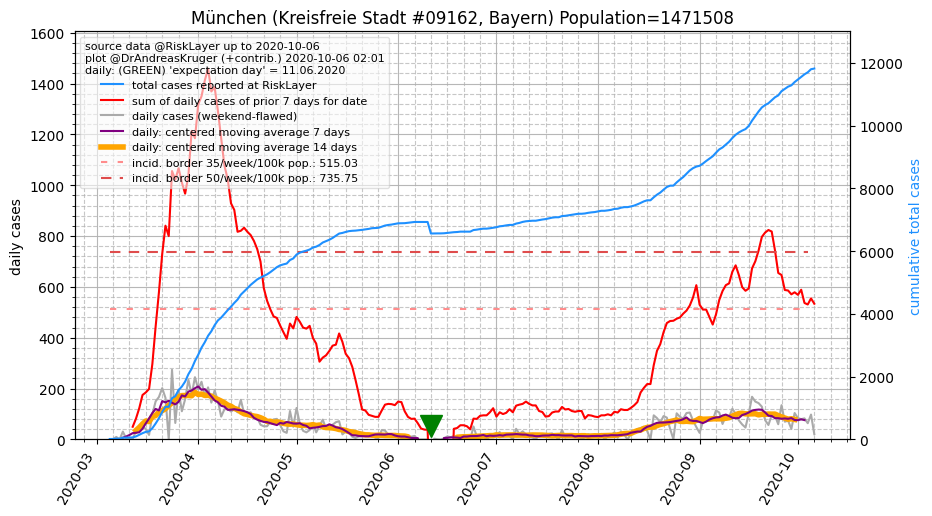 München (Kreisfreie Stadt #09162, Bayern) Population=1471508
source data @RiskLayer up to 2020-10-06
plot @DrAndreasKruger (+contrib.) 2020-10-06 02:01
daily: (GREEN) 'expectation day' = 11.06.2020
total cases reported at RiskLayer
sum of daily cases of prior 7 days for date
daily cases (weekend-flawed)
daily: centered moving average 7 days
daily: centered moving average 14 days
incid. border 35/week/100k pop.: 515.03
incid. border 50/week/100k pop.: 735.75
daily cases
1600
1400
1200
1000
800
600
400
200
0
12000
10000
8000
6000
4000
2000
0
cumulative total cases
2020-03
2020-04
2020-05
2020-06
2020-07
2020-08
2020-09
2020-10